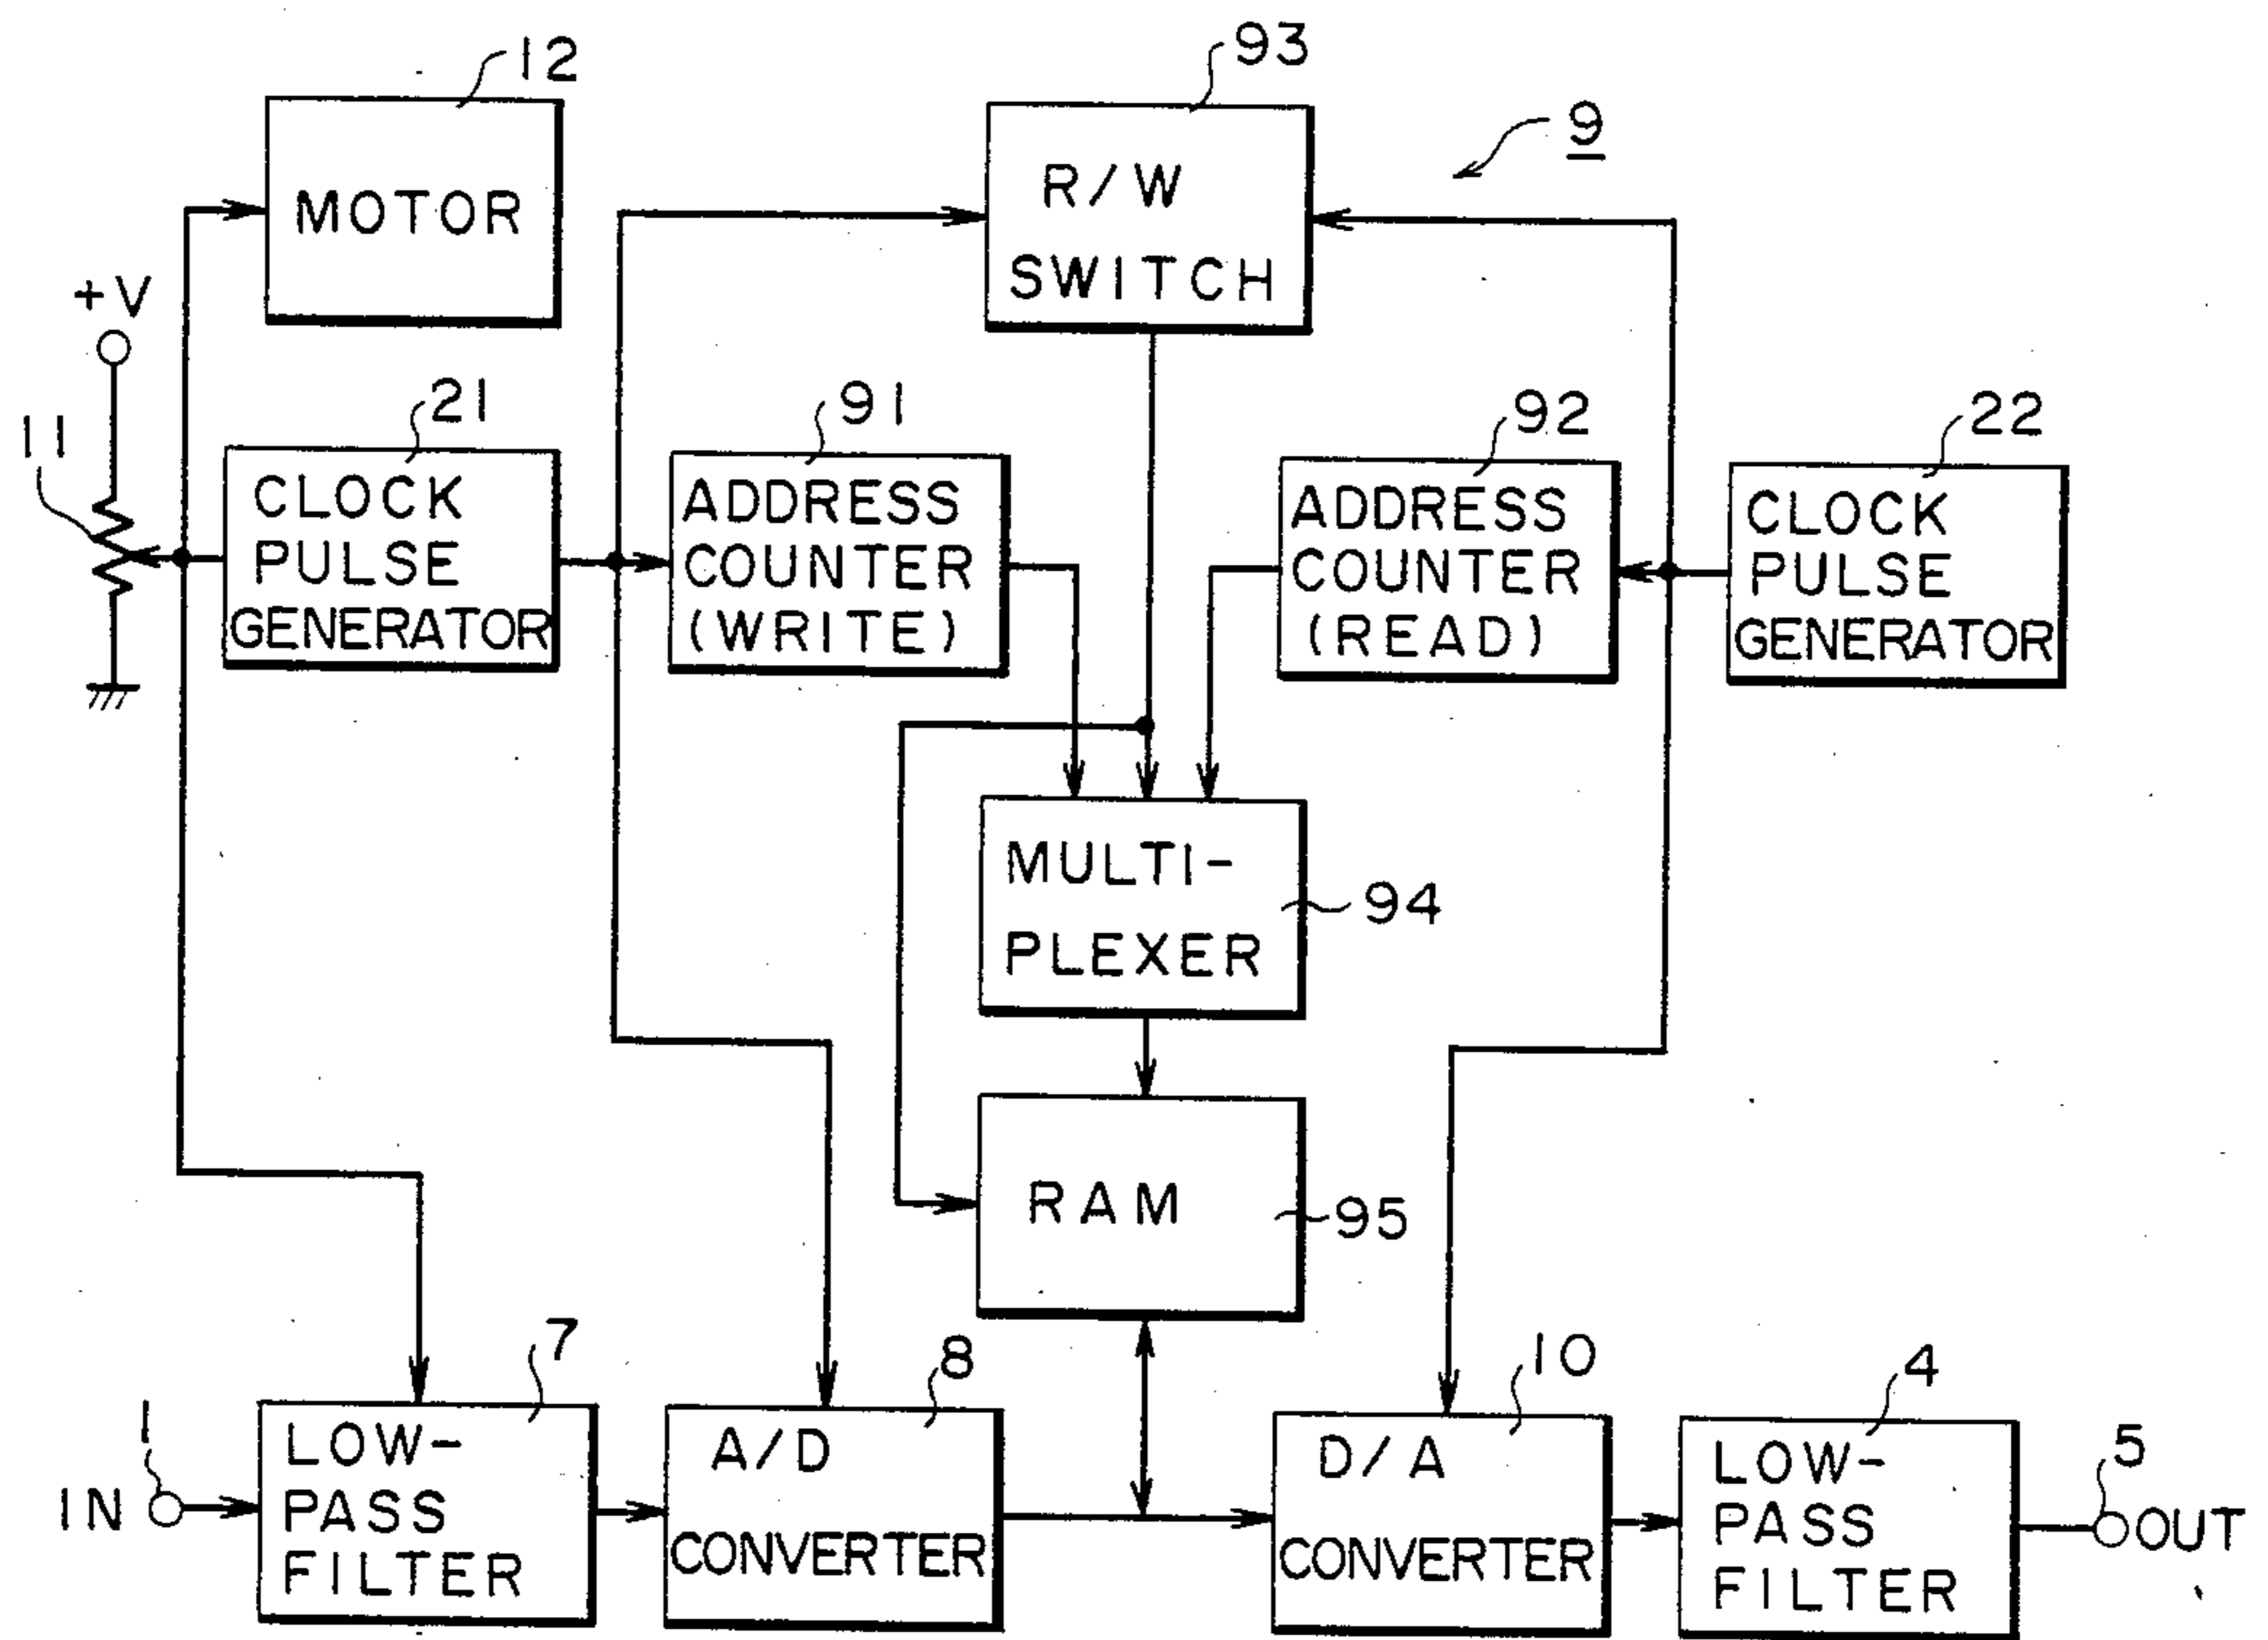 12
93
9
MOTOR
R/W
SWITCH
+V
11
21
CLOCK
PULSE
GENERATOR
91
ADDRESS
COUNTER
(WRITE)
92
ADDRESS
COUNTER
(READ)
22
CLOCK
PULSE
GENERATOR
MULTI-
PLEXER
94
RAM
95
1
IN
7
LOW-
PASS
FILTER
8
A/D
CONVERTER
10
D/A
CONVERTER
4
LOW-
PASS
FILTER
5
OUT